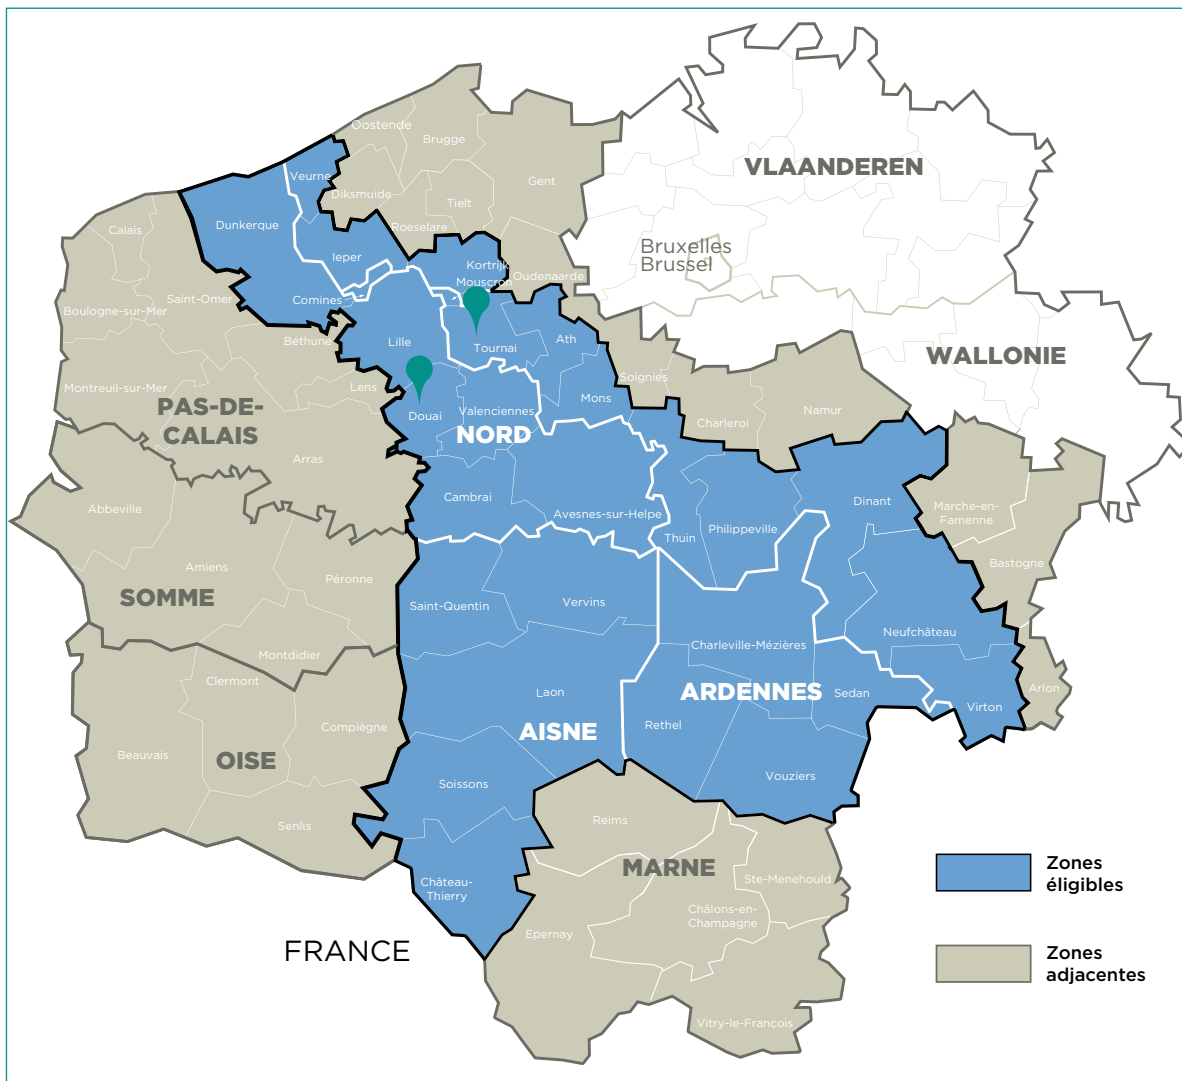 Oostende
Brugge
VLAANDEREN
Veurne
Gent
Diksmuide
Tielt
Dunkerque
Calais
Roeselare
Bruxelles
Brussel
Ieper
Kortrijk
Oudenaarde
Mouscron
Saint-Omer
Comines
Boulogne-sur-Mer
Béthune
Lille
Tournai
Ath
WALLONIE
Soignies
Montreuil-sur-Mer
Lens
Mons
PAS-DE-
CALAIS
Douai
Valenciennes
Namur
Charleroi
NORD
Arras
Cambrai
Dinant
Abbeville
Avesnes-sur-Helpe
Philippeville
Marche-en-
Famenne
Thuin
Bastogne
Amiens
Péronne
SOMME
Saint-Quentin
Vervins
Neufchâteau
Montdidier
Charleville-Mézières
Clermont
Laon
ARDENNES
Sedan
Arlon
Virton
Compiègne
Rethel
AISNE
Beauvais
OISE
Vouziers
Soissons
Senlis
Reims
MARNE
Zones
éligibles
Château-
Thierry
Ste-Menehould
Châlons-en-
Champagne
Epernay
FRANCE
Zones
adjacentes
Vitry-le-François